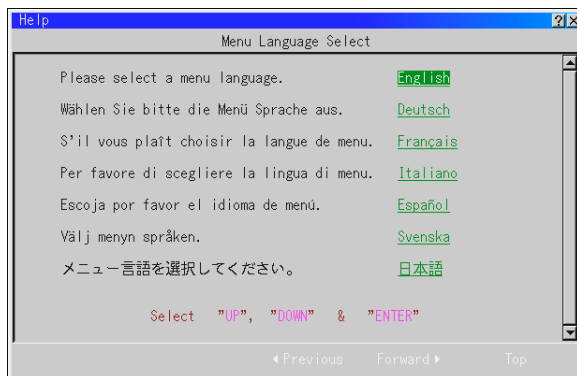 Help
Menu Language Select
Please select a menu language. English
Wählen Sie bitte die Menü Sprache aus. Deutsch
S'il vous plaît choisir la langue de menu. Français
Per favore di scegliere la lingua di menu. Italiano
Escoja por favor el idioma de menú. Español
Välj menyn språken. Svenska
メニュー言語を選択してください。 日本語
Select "UP", "DOWN" & "ENTER"
Previous Forward Top